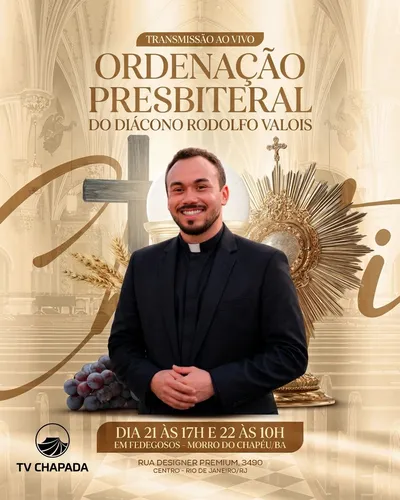 TRANSMISSÃO AO VIVO
ORDENAÇÃO
PRESBITERAL
DO DIÁCONO RODOLFO VALOIS
DIA 21 ÀS 17H E 22 ÀS 10H
EM FEDEGOSOS - MORRO DO CHAPÉU/BA
TV CHAPADA
RUA DESIGNER PREMIUM, 3490
CENTRO - RIO DE JANEIRO/RJ